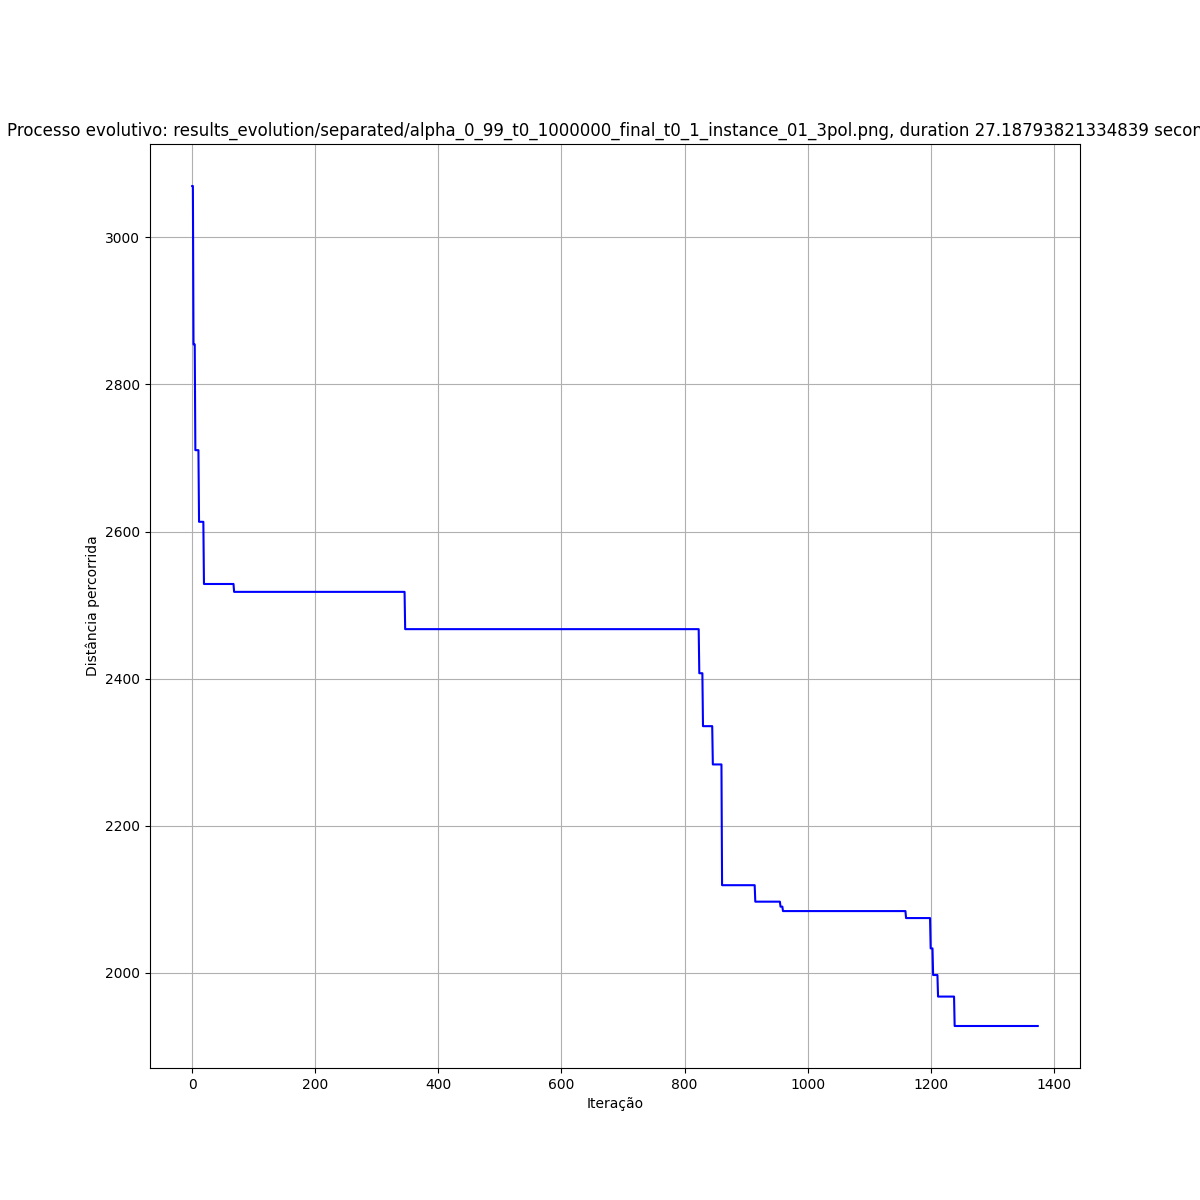 Processo evolutivo: results_evolution/separated/alpha_0_99_t0_1000000_final_t0_1_instance_01_3pol.png, duration 27.18793821334839 secon
3000
2800
2600
2400
2200
2000
Distância percorrida
0 200 400 600 800 1000 1200 1400
Iteração